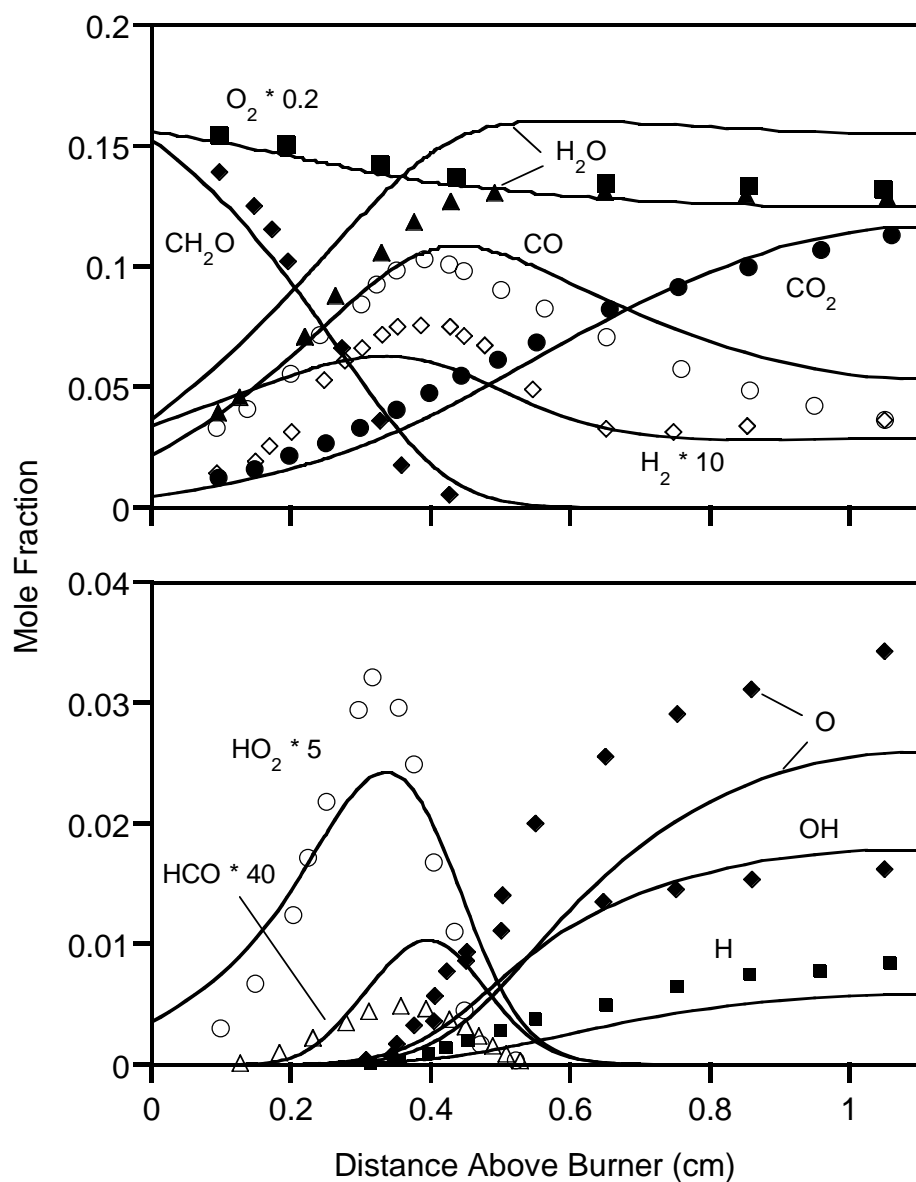 0.2
O2 * 0.2
0.15
H2O
CH2O
CO
0.1
CO2
0.05
H2 * 10
0
Mole Fraction
0.04
0.03
O
HO2 * 5
0.02
OH
HCO * 40
0.01
H
0
0 0.2 0.4 0.6 0.8 1
Distance Above Burner (cm)